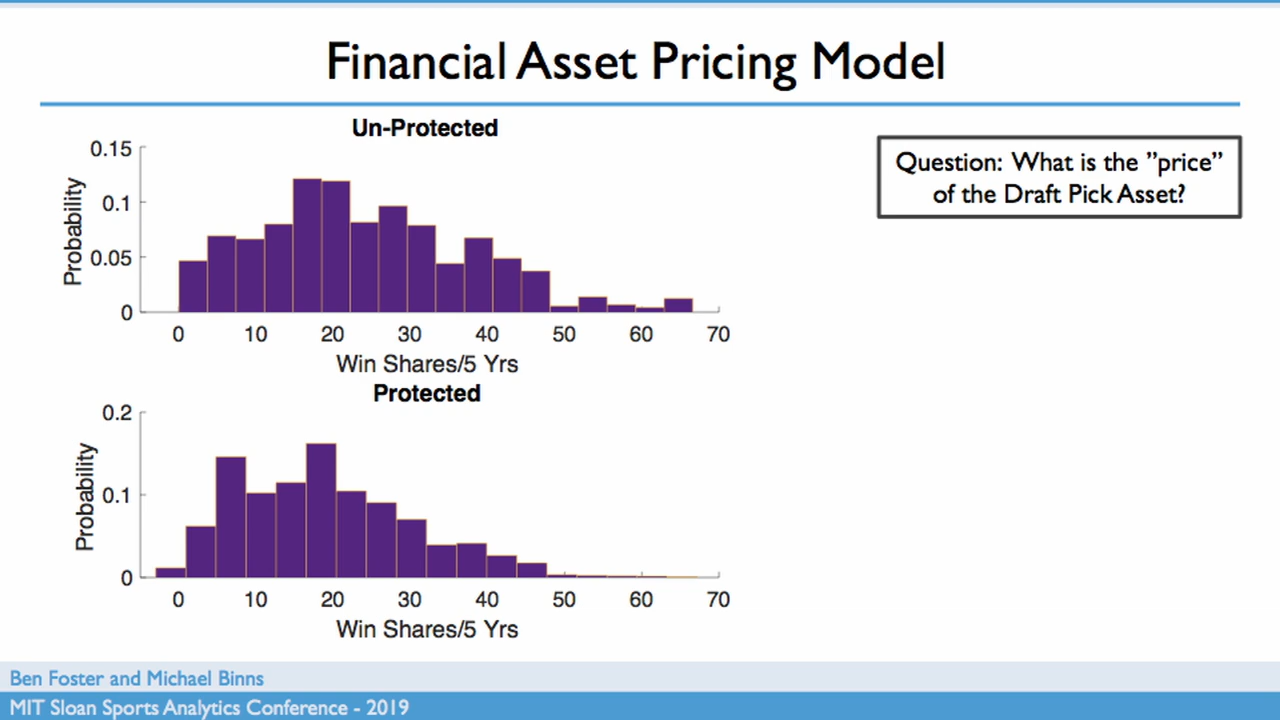 Financial Asset Pricing Model
Un-Protected
0.15
0.1
0.05
0
Probability
0 10 20 30 40 50 60 70
Win Shares/5 Yrs
Protected
0.2
0.1
0
Probability
0 10 20 30 40 50 60 70
Win Shares/5 Yrs
Question: What is the ”price”
of the Draft Pick Asset?
Ben Foster and Michael Binns
MIT Sloan Sports Analytics Conference - 2019